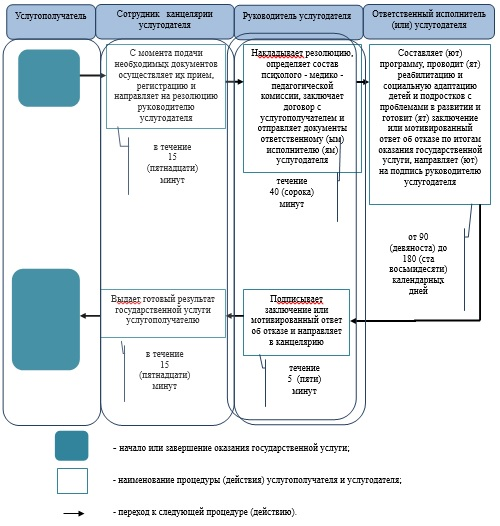 Услугополучатель
Сотрудник канцелярии
услугодателя
Руководитель услугодателя
Ответственный исполнитель
(или) услугодателя
С момента подачи
необходимых документов
осуществляет их прием,
регистрацию и
направляет на резолюцию
руководителю
услугодателя
в течение
15
(пятнадцати)
минут
Накладывает резолюцию,
определяет состав
психолого - медико -
педагогической
комиссии, заключает
договор с
услугополучателем и
отправляет документы
ответственному (ым)
исполнителю (ям)
услугодателя
течение
40 (сорока)
минут
Составляет (ют)
программу, проводит (ят)
реабилитацию и
социальную адаптацию
детей и подростков с
проблемами в развитии и
готовит (ят) заключение
или мотивированный
ответ об отказе по итогам
оказания государственной
услуги, направляет (ют)
на подпись руководителю
услугодателя
от 90
(девяноста) до
180 (ста
восьмидесяти)
календарных
дней
Выдает готовый результат
государственной услуги
услугополучателю
в течение
15
(пятнадцати)
минут
Подписывает
заключение или
мотивированный ответ
об отказе и направляет
в канцелярию
течение
5 (пяти)
минут
- начало или завершение оказания государственной услуги;
- наименование процедуры (действия) услугополучателя и услугодателя;
- переход к следующей процедуре (действию).